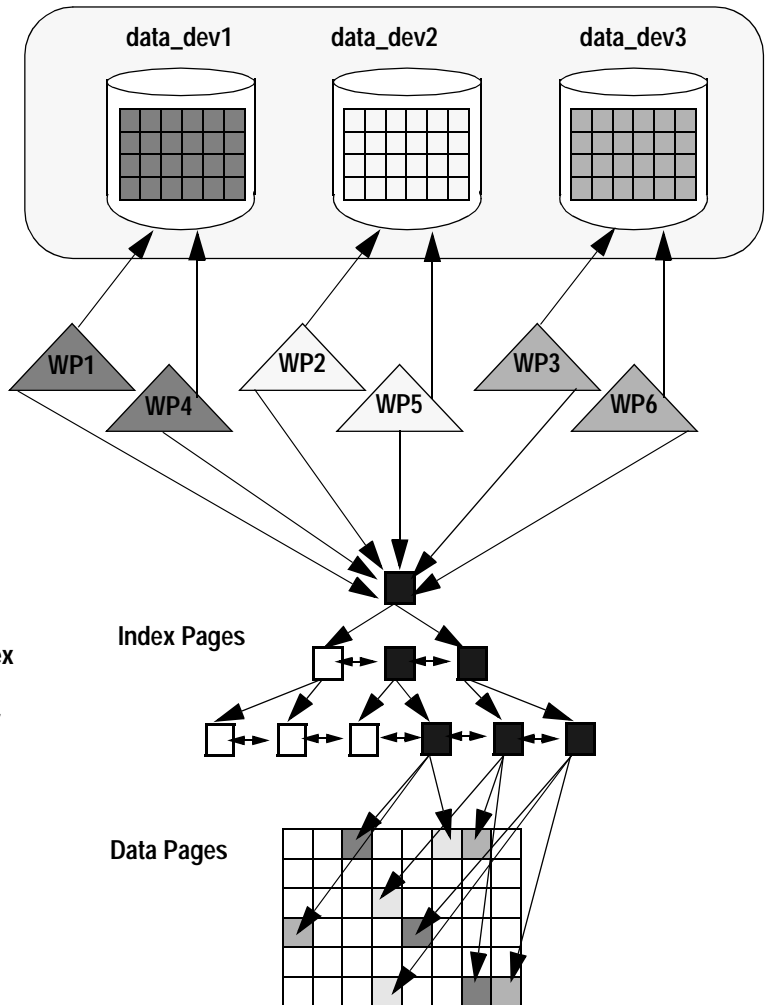 data_dev1 data_dev2 data_dev3
WP1 WP2 WP3
WP4 WP5 WP6
Index Pages
Data Pages